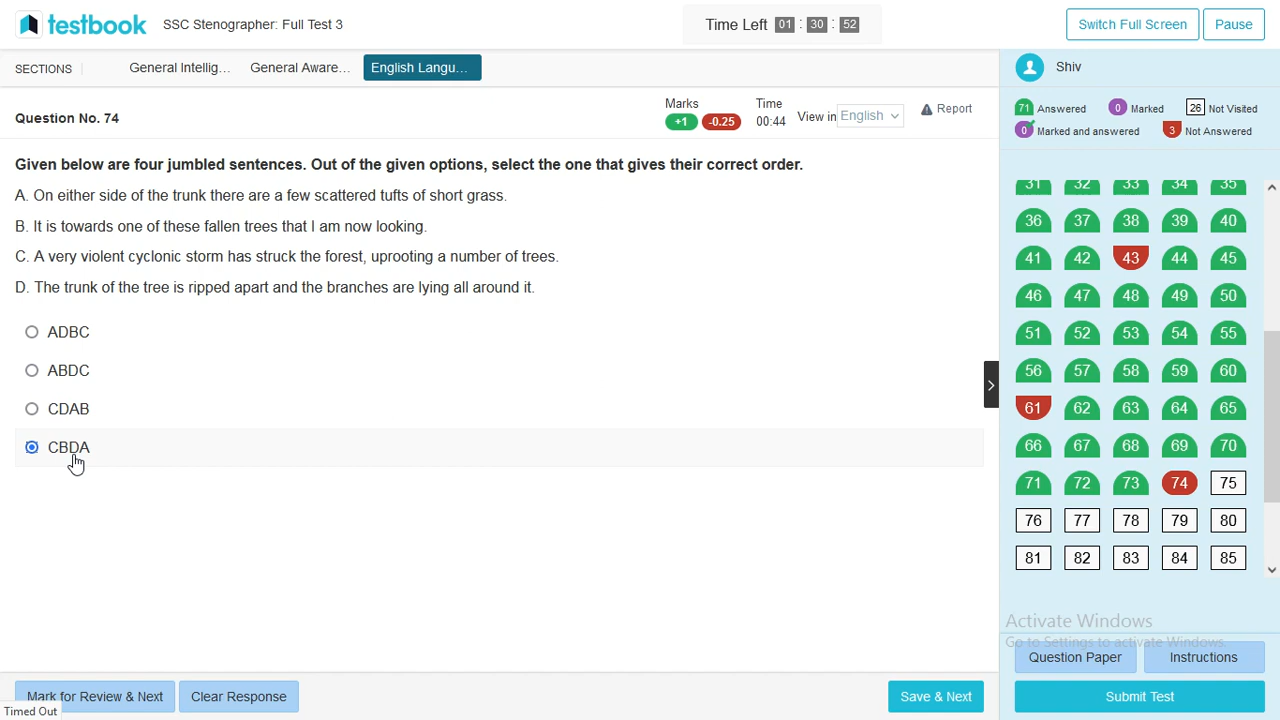 testbook SSC Stenographer: Full Test 3 Time Left 01 : 30 : 52 Switch Full Screen Pause
SECTIONS General Intellig... General Aware... English Langu... Shiv
Question No. 74 Marks +1 -0.25 Time 00:44 View in English Report
71 Answered 0 Marked 26 Not Visited
0 Marked and answered 3 Not Answered
Given below are four jumbled sentences. Out of the given options, select the one that gives their correct order.
A. On either side of the trunk there are a few scattered tufts of short grass.
B. It is towards one of these fallen trees that I am now looking.
C. A very violent cyclonic storm has struck the forest, uprooting a number of trees.
D. The trunk of the tree is ripped apart and the branches are lying all around it.
ADBC
ABDC
CDAB
CBDA
31 32 33 34 35
36 37 38 39 40
41 42 43 44 45
46 47 48 49 50
51 52 53 54 55
56 57 58 59 60
61 62 63 64 65
66 67 68 69 70
71 72 73 74 75
76 77 78 79 80
81 82 83 84 85
Activate Windows
Go to Settings to activate Windows.
Question Paper Instructions
Mark for Review & Next Clear Response Save & Next Submit Test
Timed Out